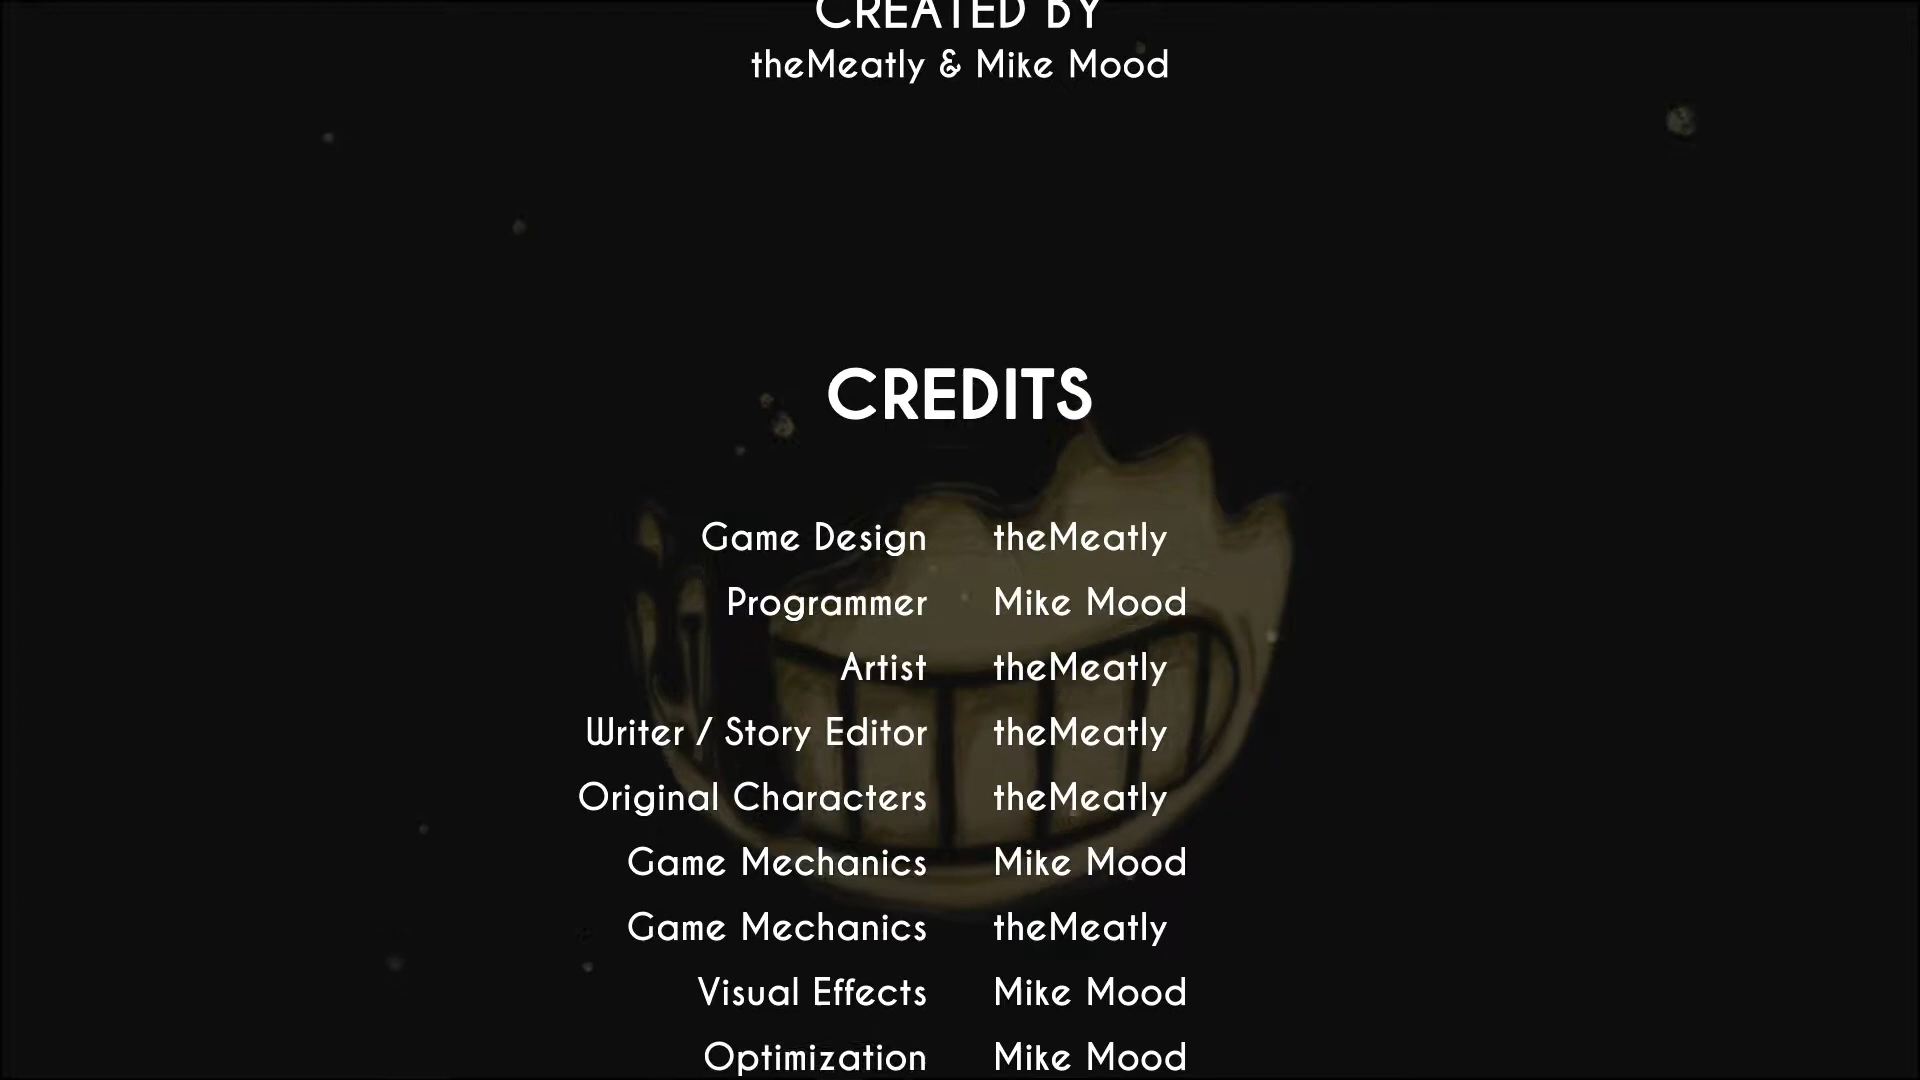 CREATED BY
theMeatly & Mike Mood
CREDITS
Game Design theMeatly
Programmer Mike Mood
Artist theMeatly
Writer / Story Editor theMeatly
Original Characters theMeatly
Game Mechanics Mike Mood
Game Mechanics theMeatly
Visual Effects Mike Mood
Optimization Mike Mood